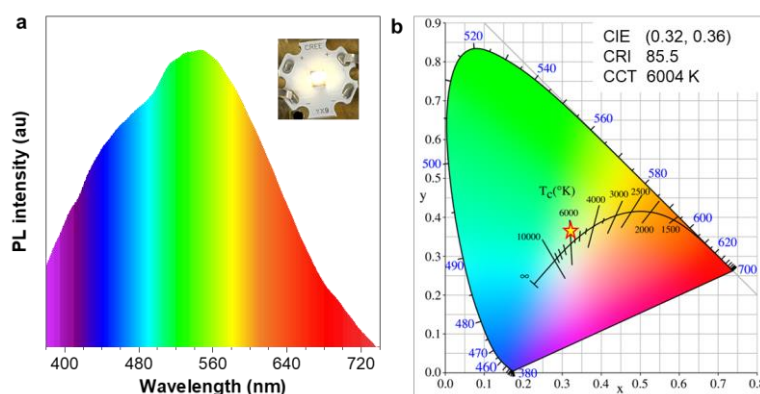 a
PL intensity (au)
CREE
YX9
400 480 560 640 720
Wavelength (nm)
b
CIE (0.32, 0.36)
CRI 85.5
CCT 6004 K
0.9
0.8
0.7
0.6
0.5
y
0.4
0.3
0.2
0.1
0.0
520
540
560
500
580
Tc(°K)
4000 3000 2500
6000
600
2000 1500
10000
620
490
∞
700
480
470
460
380
0.0 0.1 0.2 0.3 0.4 0.5 0.6 0.7 0.8
x